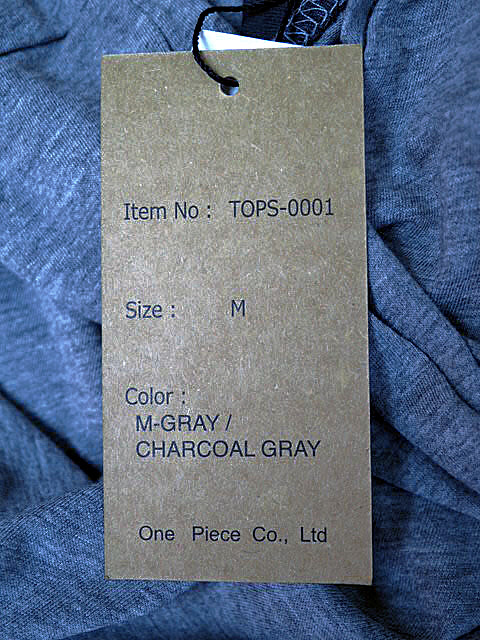 Item No : TOPS-0001
Size : M
Color :
M-GRAY /
CHARCOAL GRAY
One Piece Co., Ltd